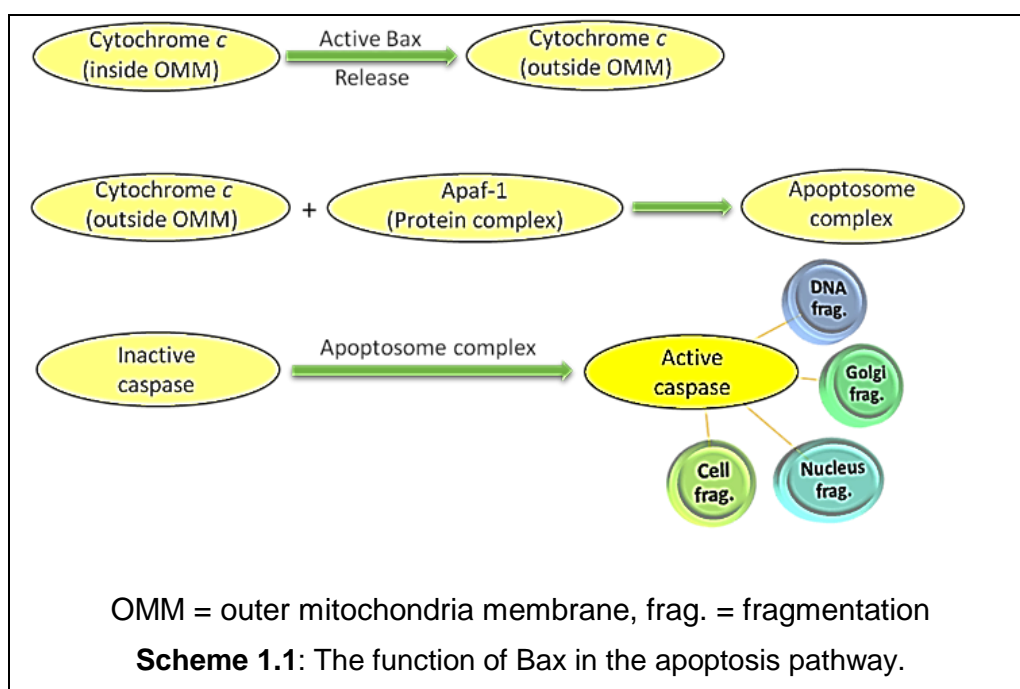 Cytochrome c
(inside OMM)
Active Bax
Release
Cytochrome c
(outside OMM)
Cytochrome c
(outside OMM)
+
Apaf-1
(Protein complex)
Apoptosome
complex
Inactive
caspase
Apoptosome complex
Active
caspase
DNA
frag.
Golgi
frag.
Nucleus
frag.
Cell
frag.
OMM = outer mitochondria membrane, frag. = fragmentation
Scheme 1.1: The function of Bax in the apoptosis pathway.